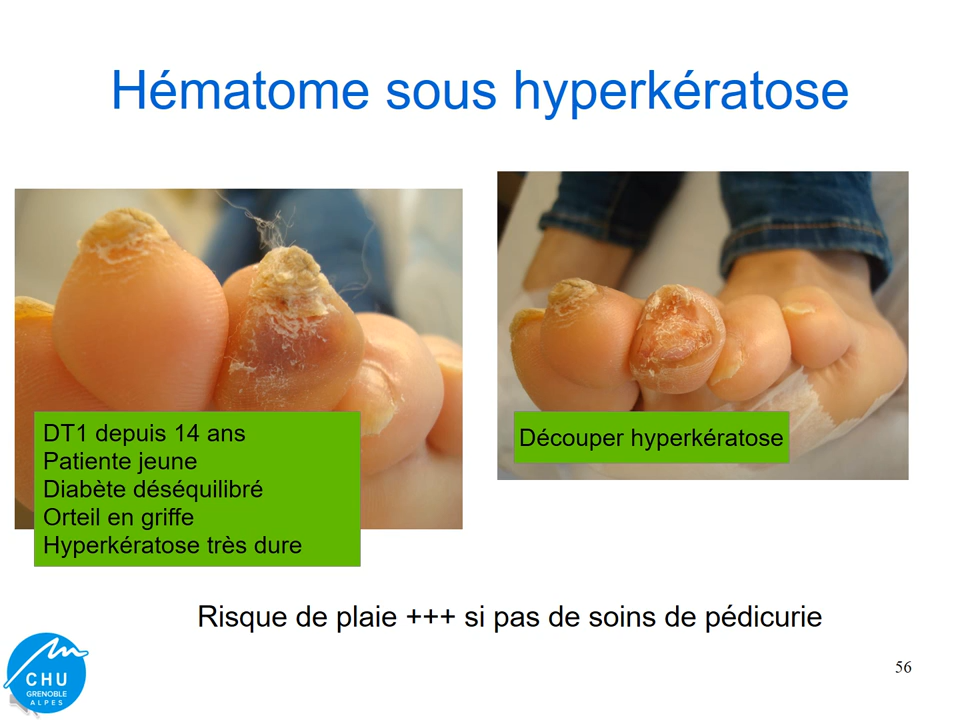 Hématome sous hyperkératose
DT1 depuis 14 ans
Patiente jeune
Diabète déséquilibré
Orteil en griffe
Hyperkératose très dure
Découper hyperkératose
Risque de plaie +++ si pas de soins de pédicurie
CHU
GRENOBLE
ALPES
56